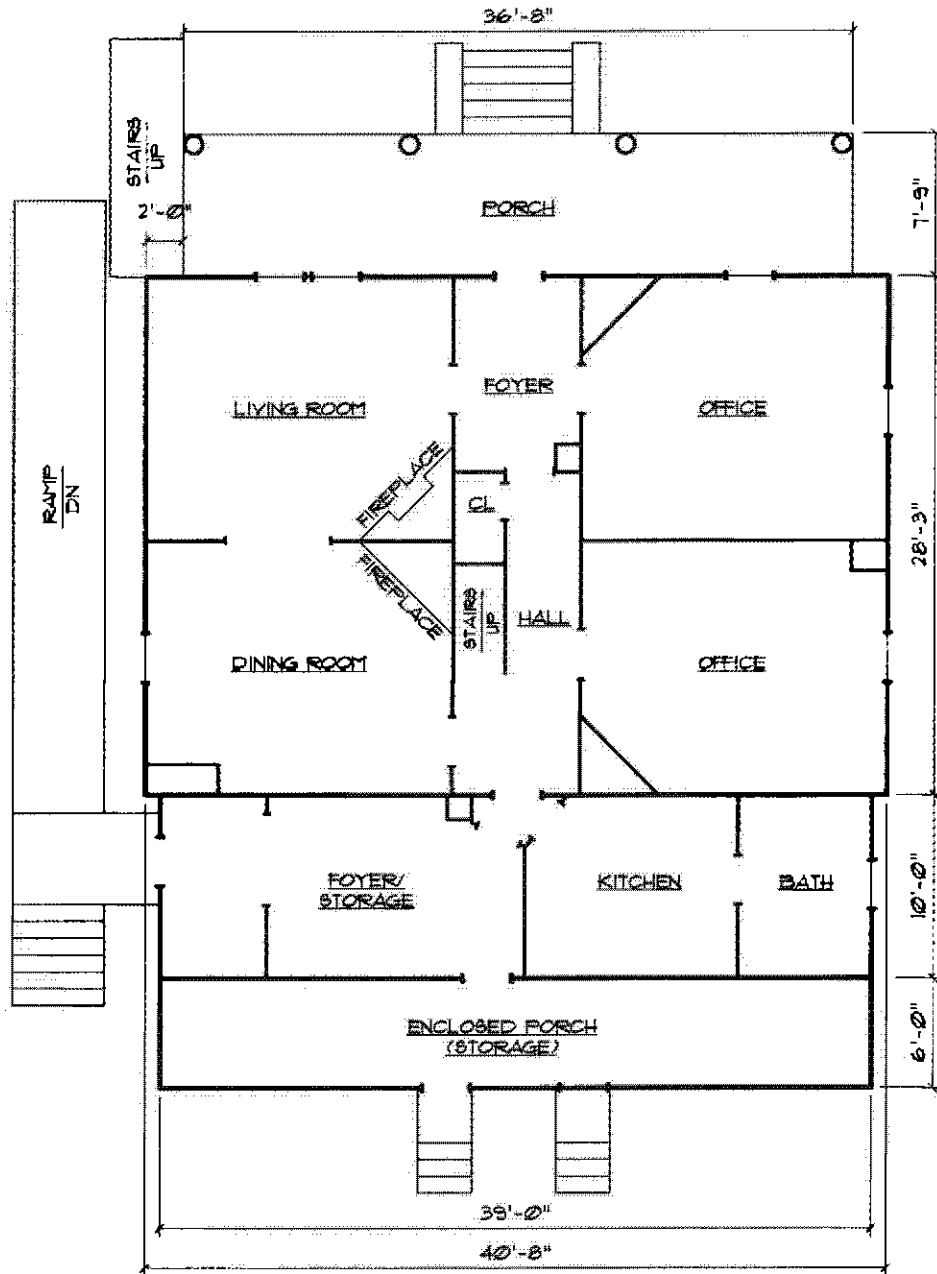 36'-8"
STAIRS
UP
2'-0"
PORCH
7'-9"
RAMP
DN
LIVING ROOM
FOYER
OFFICE
FIREPLACE
CL
FIREPLACE
28'-3"
STAIRS
UP
HALL
DINING ROOM
OFFICE
FOYER/
STORAGE
KITCHEN
BATH
10'-0"
ENCLOSED PORCH
(STORAGE)
6'-0"
39'-0"
40'-8"